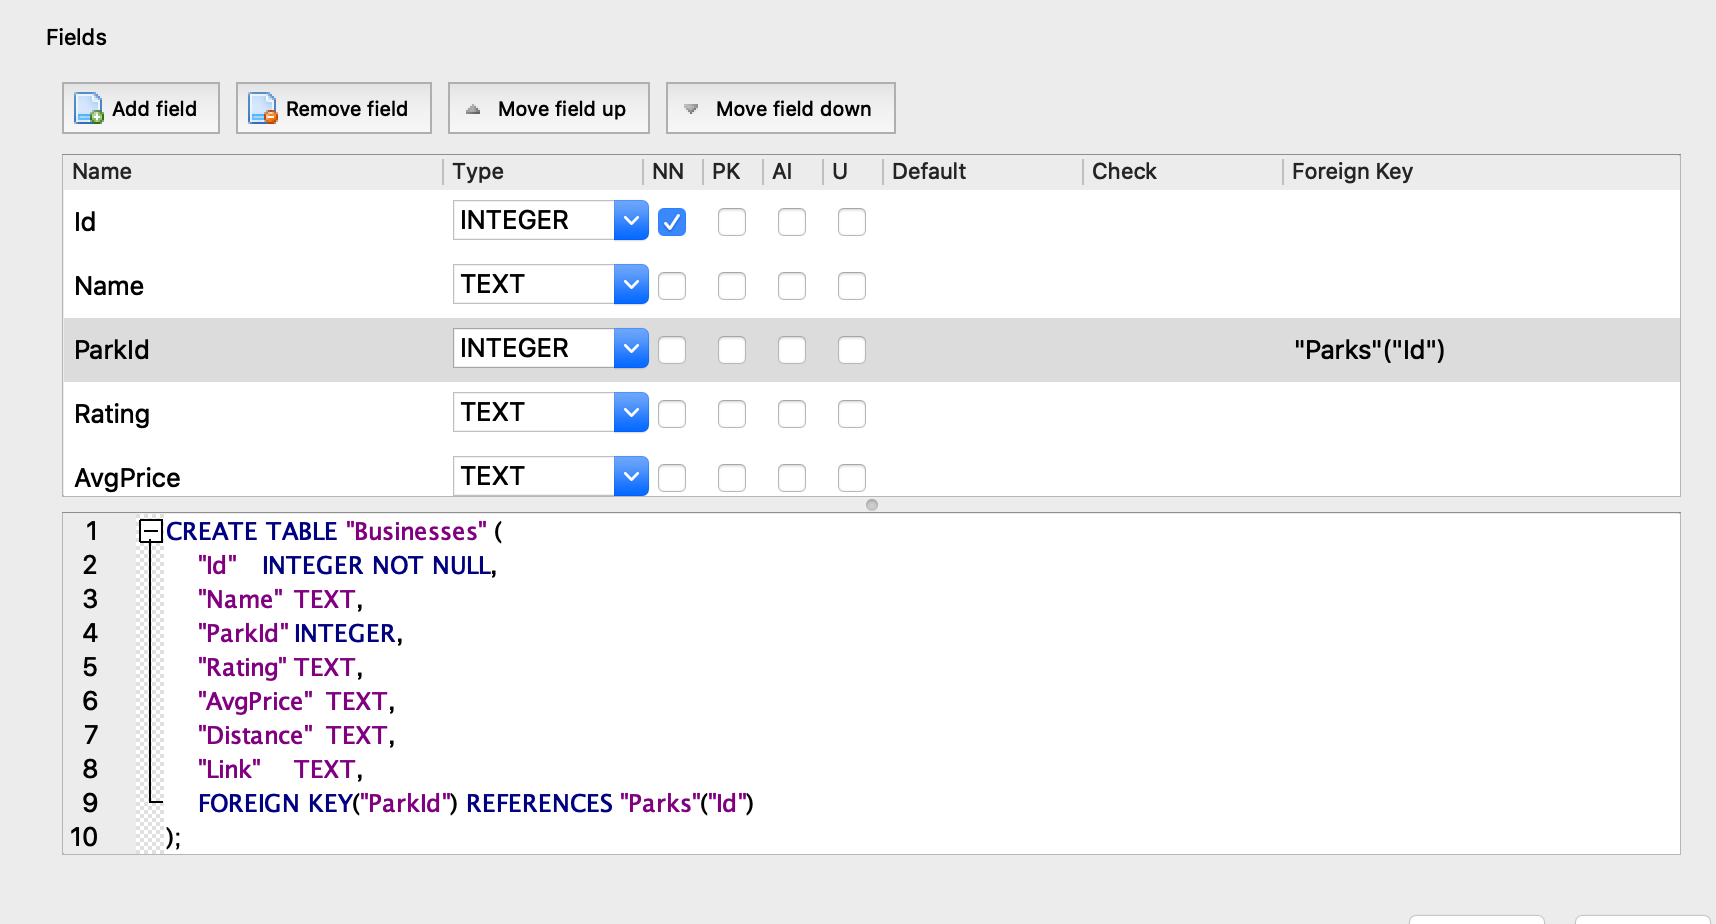 Fields
Add field Remove field Move field up Move field down
Name Type NN PK AI U Default Check Foreign Key
Id INTEGER
Name TEXT
ParkId INTEGER "Parks"("Id")
Rating TEXT
AvgPrice TEXT
1 CREATE TABLE "Businesses" (
2 "Id" INTEGER NOT NULL,
3 "Name" TEXT,
4 "ParkId" INTEGER,
5 "Rating" TEXT,
6 "AvgPrice" TEXT,
7 "Distance" TEXT,
8 "Link" TEXT,
9 FOREIGN KEY("ParkId") REFERENCES "Parks"("Id")
10 );